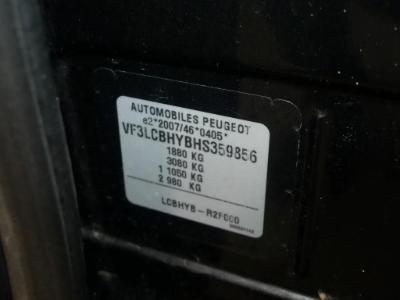 AUTOMOBILES PEUGEOT
e2*2007/46*0405*
VF3LCBHYBHS359856
1880 KG
3080 KG
1 1050 KG
2 980 KG
LCBHYB-R2F000